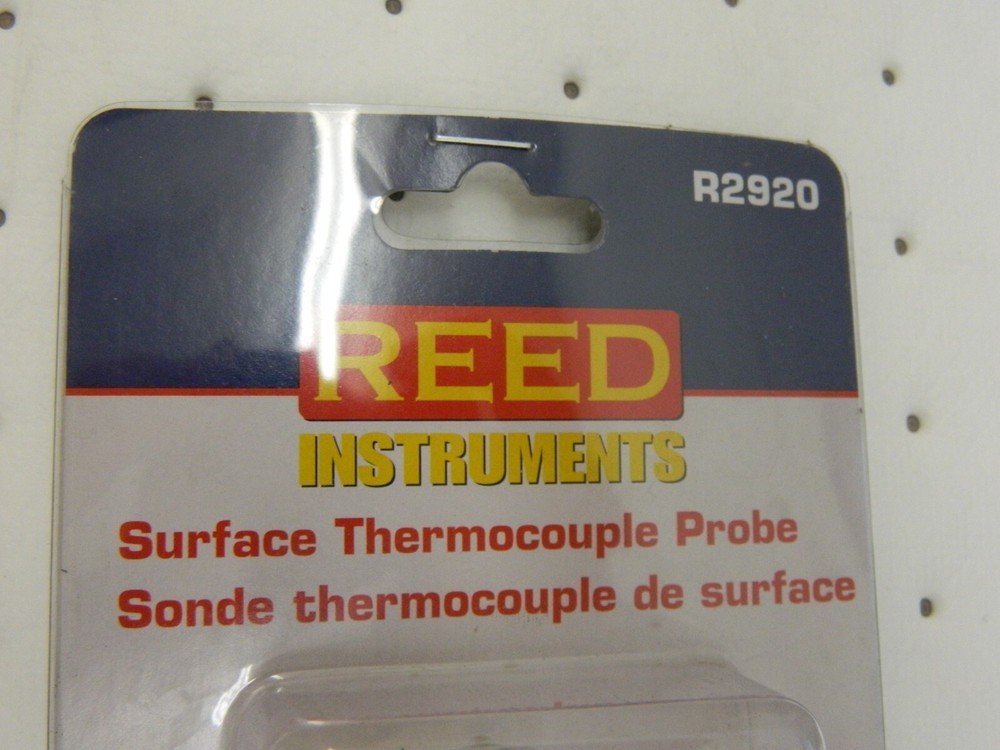 R2920
REED
INSTRUMENTS
Surface Thermocouple Probe
Sonde thermocouple de surface